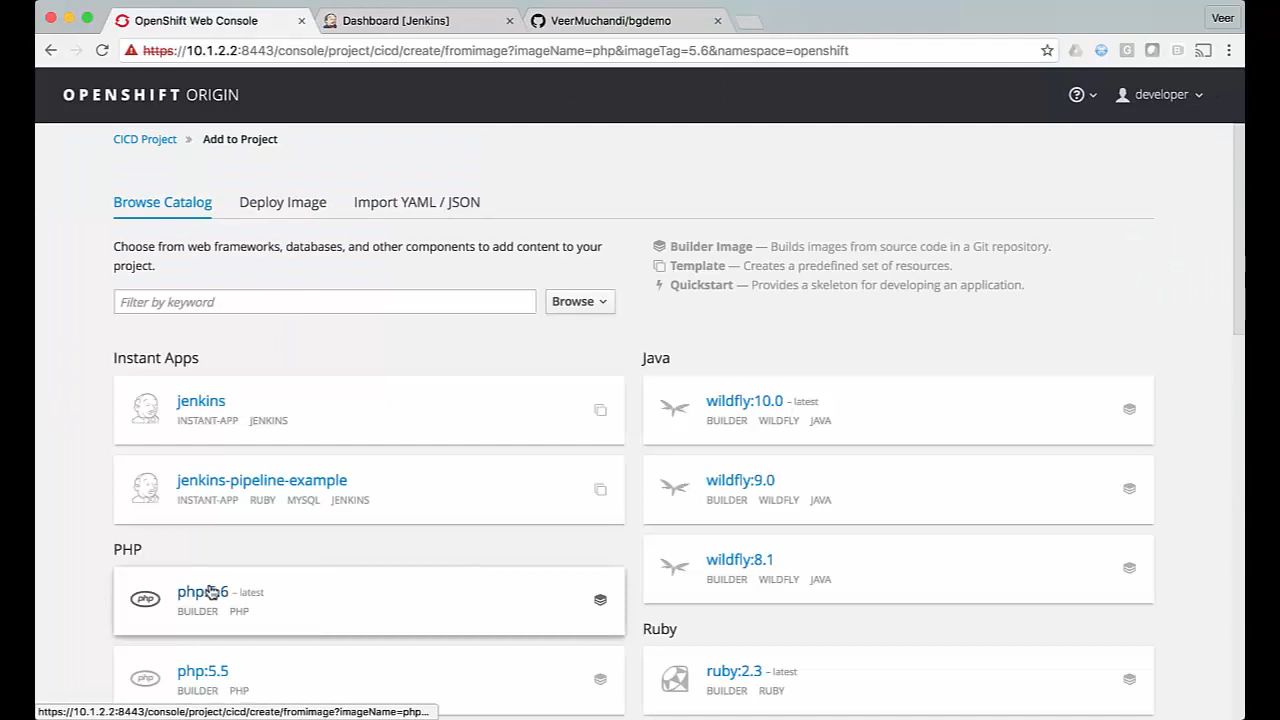 OpenShift Web Console
Dashboard [Jenkins]
VeerMuchandi/bgdemo
Veer
https://10.1.2.2:8443/console/project/cicd/create/fromimage?imageName=php&imageTag=5.6&namespace=openshift
OPENSHIFT ORIGIN
developer
CICD Project » Add to Project
Browse Catalog
Deploy Image
Import YAML / JSON
Choose from web frameworks, databases, and other components to add content to your
project.
Builder Image — Builds images from source code in a Git repository.
Template — Creates a predefined set of resources.
Quickstart — Provides a skeleton for developing an application.
Filter by keyword
Browse
Instant Apps
jenkins
INSTANT-APP JENKINS
jenkins-pipeline-example
INSTANT-APP RUBY MYSQL JENKINS
PHP
php
– latest
BUILDER PHP
php
php:5.5
BUILDER PHP
Java
wildfly:10.0 – latest
BUILDER WILDFLY JAVA
wildfly:9.0
BUILDER WILDFLY JAVA
wildfly:8.1
BUILDER WILDFLY JAVA
Ruby
ruby:2.3 – latest
BUILDER RUBY
https://10.1.2.2:8443/console/project/cicd/create/fromimage?imageName=php...